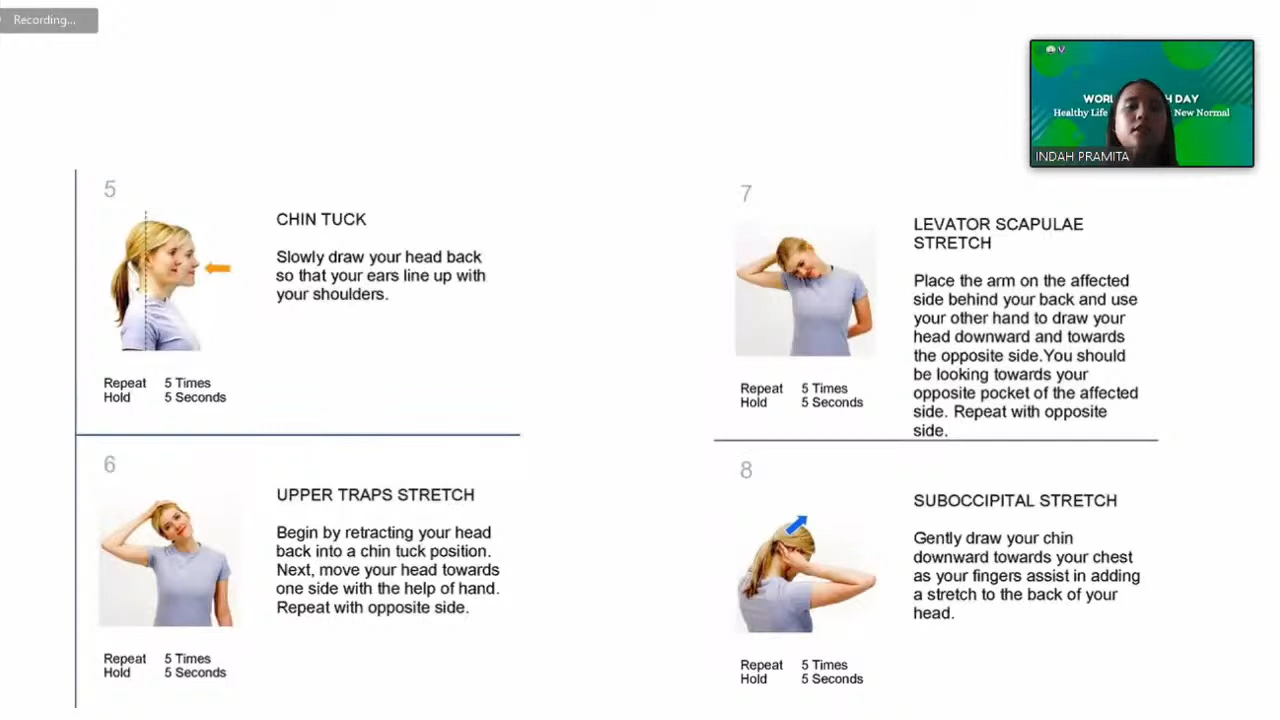 Recording...
WORL H DAY
Healthy Life New Normal
INDAH PRAMITA
5
CHIN TUCK
Slowly draw your head back
so that your ears line up with
your shoulders.
Repeat 5 Times
Hold 5 Seconds
6
UPPER TRAPS STRETCH
Begin by retracting your head
back into a chin tuck position.
Next, move your head towards
one side with the help of hand.
Repeat with opposite side.
Repeat 5 Times
Hold 5 Seconds
7
LEVATOR SCAPULAE
STRETCH
Place the arm on the affected
side behind your back and use
your other hand to draw your
head downward and towards
the opposite side.You should
be looking towards your
opposite pocket of the affected
side. Repeat with opposite
side.
Repeat 5 Times
Hold 5 Seconds
8
SUBOCCIPITAL STRETCH
Gently draw your chin
downward towards your chest
as your fingers assist in adding
a stretch to the back of your
head.
Repeat 5 Times
Hold 5 Seconds